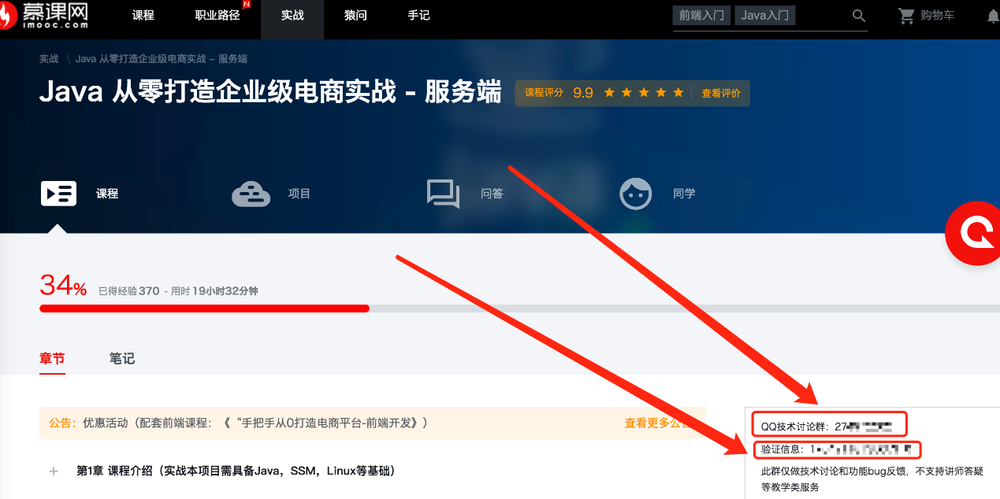 慕课网
imooc.com
课程 职业路径 N 实战 猿问 手记 前端入门 Java入门 购物车
实战 \ Java 从零打造企业级电商实战 - 服务端
Java 从零打造企业级电商实战 - 服务端 课程评分 9.9 查看评价
课程 项目 问答 同学
34% 已得经验 370 - 用时 19小时32分钟
章节 笔记
公告：优惠活动（配套前端课程：《“手把手从0打造电商平台-前端开发》） 查看更多公告
QQ技术讨论群：27
验证信息：1
第1章 课程介绍（实战本项目需具备Java，SSM，Linux等基础）
此群仅做技术讨论和功能bug反馈，不支持讲师答疑
等教学类服务